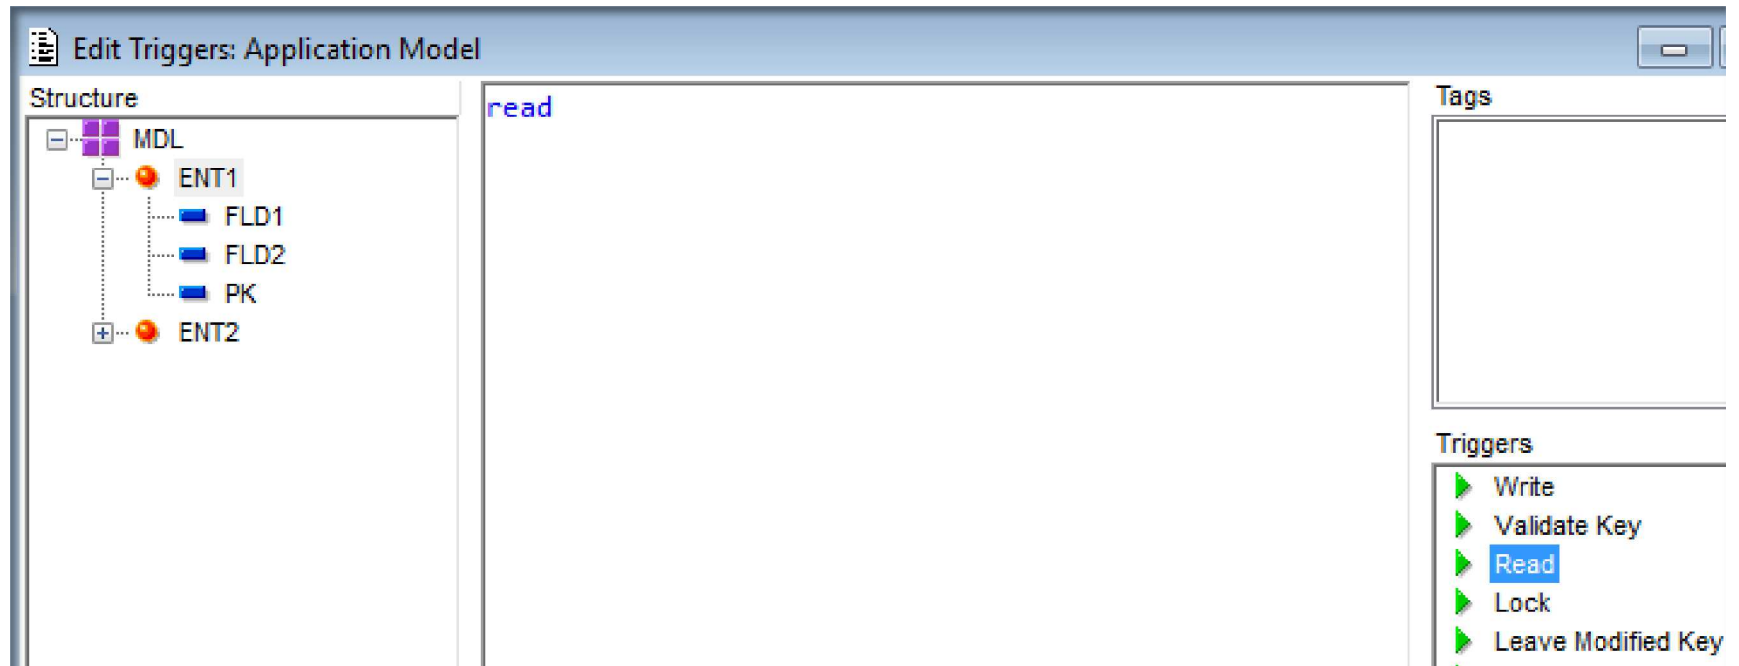 Edit Triggers: Application Model
Structure
MDL
ENT1
FLD1
FLD2
PK
ENT2
read
Tags
Triggers
Write
Validate Key
Read
Lock
Leave Modified Key